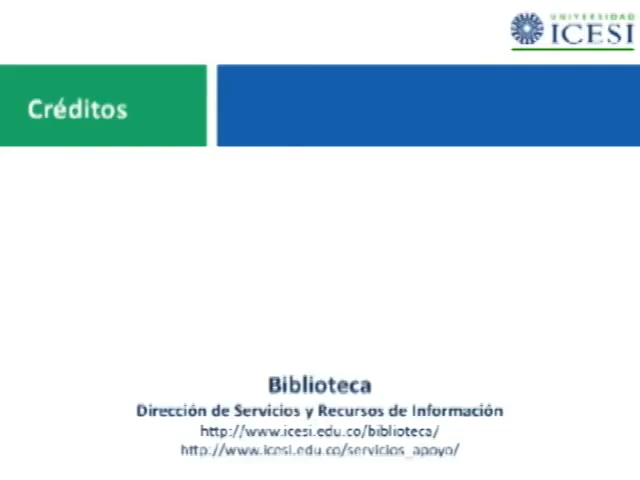 UNIVERSIDAD
ICESI
Créditos
Biblioteca
Dirección de Servicios y Recursos de Información
http://www.icesi.edu.co/biblioteca/
http://www.icesi.edu.co/servicios_apoyo/